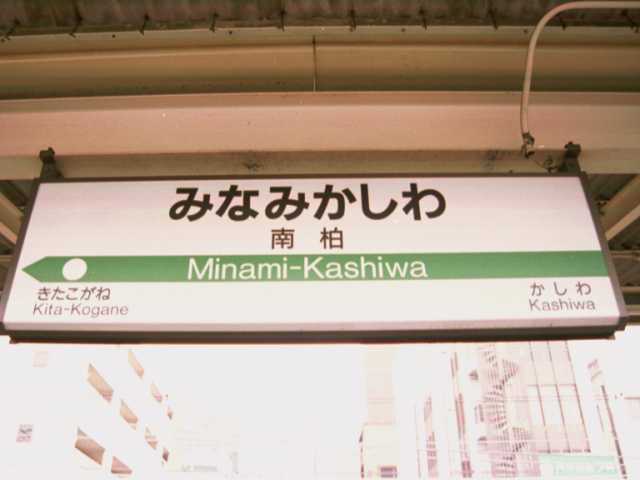 みなみかしわ
南柏
Minami-Kashiwa
きたこがね
Kita-Kogane
かしわ
Kashiwa